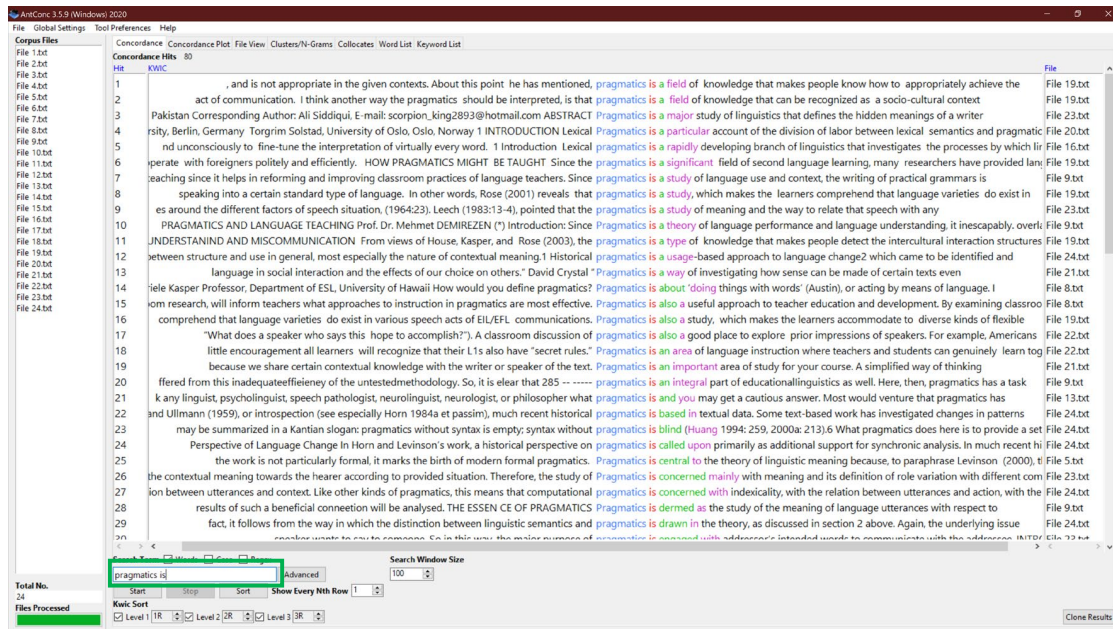 AntConc 3.5.9 (Windows) 2020
File Global Settings Tool Preferences Help
Corpus Files
File 1.txt
File 2.txt
File 3.txt
File 4.txt
File 5.txt
File 6.txt
File 7.txt
File 8.txt
File 9.txt
File 10.txt
File 11.txt
File 12.txt
File 13.txt
File 14.txt
File 15.txt
File 16.txt
File 17.txt
File 18.txt
File 19.txt
File 20.txt
File 21.txt
File 22.txt
File 23.txt
File 24.txt
Concordance Concordance Plot File View Clusters/N-Grams Collocates Word List Keyword List
Concordance Hits 80
Hit KWIC File
1 , and is not appropriate in the given contexts. About this point he has mentioned, pragmatics is a field of knowledge that makes people know how to appropriately achieve the File 19.txt
2 act of communication. I think another way the pragmatics should be interpreted, is that pragmatics is a field of knowledge that can be recognized as a socio-cultural context File 19.txt
3 Pakistan Corresponding Author: Ali Siddiqui, E-mail: scorpion_king2893@hotmail.com ABSTRACT Pragmatics is a major study of linguistics that defines the hidden meanings of a writer File 23.txt
4 rsity, Berlin, Germany Torgrim Solstad, University of Oslo, Oslo, Norway 1 INTRODUCTION Lexical Pragmatics is a particular account of the division of labor between lexical semantics and pragmatic File 20.txt
5 nd unconsciously to fine-tune the interpretation of virtually every word. 1 Introduction Lexical pragmatics is a rapidly developing branch of linguistics that investigates the processes by which lin File 16.txt
6 operate with foreigners politely and efficiently. HOW PRAGMATICS MIGHT BE TAUGHT Since the pragmatics is a significant field of second language learning, many researchers have provided lang File 19.txt
7 teaching since it helps in reforming and improving classroom practices of language teachers. Since pragmatics is a study of language use and context, the writing of practical grammars is File 9.txt
8 speaking into a certain standard type of language. In other words, Rose (2001) reveals that pragmatics is a study, which makes the learners comprehend that language varieties do exist in File 19.txt
9 es around the different factors of speech situation, (1964:23). Leech (1983:13-4), pointed that the pragmatics is a study of meaning and the way to relate that speech with any File 23.txt
10 PRAGMATICS AND LANGUAGE TEACHING Prof. Dr. Mehmet DEMIREZEN (*) Introduction: Since Pragmatics is a theory of language performance and language understanding, it inescapably. overla File 9.txt
11 UNDERSTANIND AND MISCOMMUNICATION From views of House, Kasper, and Rose (2003), the pragmatics is a type of knowledge that makes people detect the intercultural interaction structures File 19.txt
12 between structure and use in general, most especially the nature of contextual meaning.1 Historical pragmatics is a usage-based approach to language change2 which came to be identified and File 24.txt
13 language in social interaction and the effects of our choice on others." David Crystal "Pragmatics is a way of investigating how sense can be made of certain texts even File 21.txt
14 riele Kasper Professor, Department of ESL, University of Hawaii How would you define pragmatics? Pragmatics is about 'doing things with words' (Austin), or acting by means of language. I File 8.txt
15 om research, will inform teachers what approaches to instruction in pragmatics are most effective. Pragmatics is also a useful approach to teacher education and development. By examining classroo File 8.txt
16 comprehend that language varieties do exist in various speech acts of EIL/EFL communications. Pragmatics is also a study, which makes the learners accommodate to diverse kinds of flexible File 19.txt
17 "What does a speaker who says this hope to accomplish?"). A classroom discussion of pragmatics is also a good place to explore prior impressions of speakers. For example, Americans File 22.txt
18 little encouragement all learners will recognize that their L1s also have "secret rules." Pragmatics is an area of language instruction where teachers and students can genuinely learn tog File 22.txt
19 because we share certain contextual knowledge with the writer or speaker of the text. Pragmatics is an important area of study for your course. A simplified way of thinking File 21.txt
20 ffered from this inadequateeffieieney of the untestedmethodology. So, it is elear that 285 -- ----- pragmatics is an integral part of educationallinguistics as well. Here, then, pragmatics has a task File 9.txt
21 k any linguist, psycholinguist, speech pathologist, neurolinguist, neurologist, or philosopher what pragmatics is and you may get a cautious answer. Most would venture that pragmatics has File 13.txt
22 and Ullmann (1959), or introspection (see especially Horn 1984a et passim), much recent historical pragmatics is based in textual data. Some text-based work has investigated changes in patterns File 24.txt
23 may be summarized in a Kantian slogan: pragmatics without syntax is empty; syntax without pragmatics is blind (Huang 1994: 259, 2000a: 213).6 What pragmatics does here is to provide a set File 24.txt
24 Perspective of Language Change In Horn and Levinson's work, a historical perspective on pragmatics is called upon primarily as additional support for synchronic analysis. In much recent hi File 24.txt
25 the work is not particularly formal, it marks the birth of modern formal pragmatics. Pragmatics is central to the theory of linguistic meaning because, to paraphrase Levinson (2000), tl File 5.txt
26 the contextual meaning towards the hearer according to provided situation. Therefore, the study of Pragmatics is concerned mainly with meaning and its definition of role variation with different com File 23.txt
27 ion between utterances and context. Like other kinds of pragmatics, this means that computational pragmatics is concerned with indexicality, with the relation between utterances and action, with the File 24.txt
28 results of such a beneficial conneetion will be analysed. THE ESSEN CE OF PRAGMATICS Pragmatics is dermed as the study of the meaning of language utterances with respect to File 9.txt
29 fact, it follows from the way in which the distinction between linguistic semantics and pragmatics is drawn in the theory, as discussed in section 2 above. Again, the underlying issue File 24.txt
Search Window Size
pragmatics is Advanced 100
Start Stop Sort Show Every Nth Row 1
Kwic Sort
Level 1 1R Level 2 2R Level 3 3R
Total No.
24
Files Processed
Clone Results